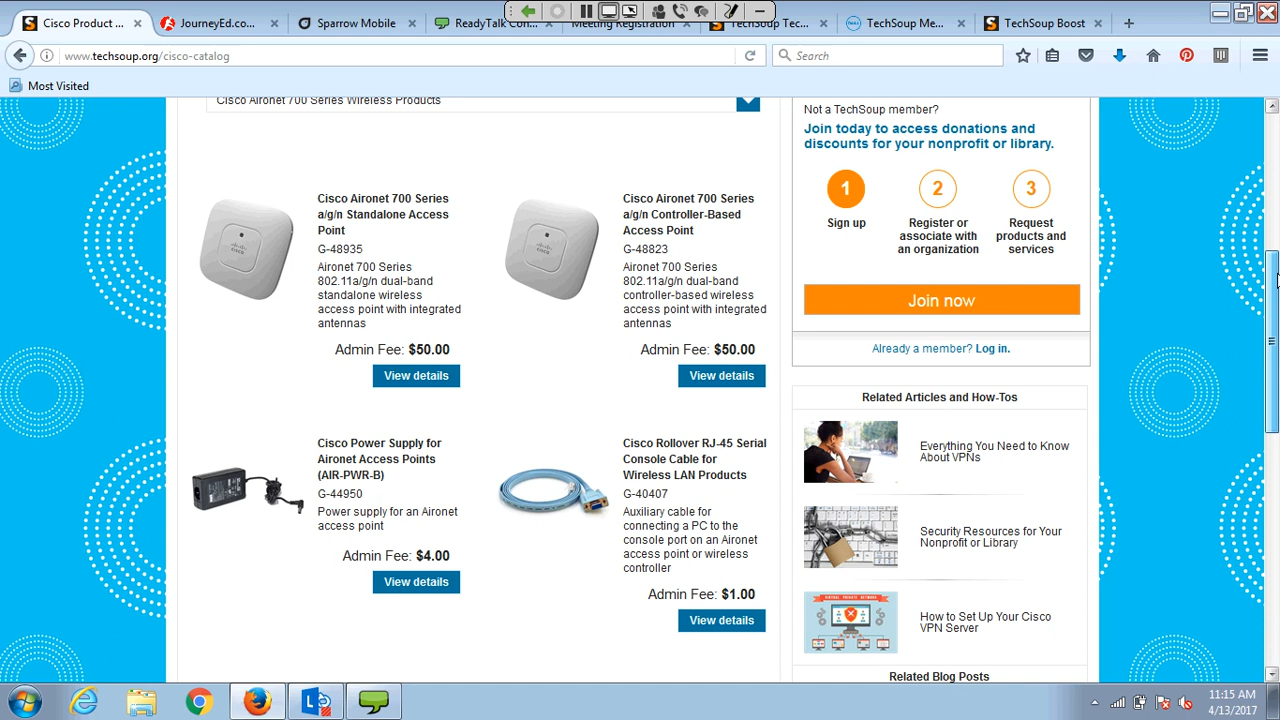 Cisco Product ...
JourneyEd.co...
Sparrow Mobile
ReadyTalk Con...
Meeting Registration
TechSoup Tec...
TechSoup Me...
TechSoup Boost
www.techsoup.org/cisco-catalog
Search
Most Visited
Cisco Aironet 700 Series Wireless Products
Cisco Aironet 700 Series
a/g/n Standalone Access
Point
G-48935
Aironet 700 Series
802.11a/g/n dual-band
standalone wireless
access point with integrated
antennas
Admin Fee: $50.00
View details
Cisco Aironet 700 Series
a/g/n Controller-Based
Access Point
G-48823
Aironet 700 Series
802.11a/g/n dual-band
controller-based wireless
access point with integrated
antennas
Admin Fee: $50.00
View details
Cisco Power Supply for
Aironet Access Points
(AIR-PWR-B)
G-44950
Power supply for an Aironet
access point
Admin Fee: $4.00
View details
Cisco Rollover RJ-45 Serial
Console Cable for
Wireless LAN Products
G-40407
Auxiliary cable for
connecting a PC to the
console port on an Aironet
access point or wireless
controller
Admin Fee: $1.00
View details
Not a TechSoup member?
Join today to access donations and
discounts for your nonprofit or library.
1
2
3
Sign up
Register or
associate with
an organization
Request
products and
services
Join now
Already a member? Log in.
Related Articles and How-Tos
Everything You Need to Know
About VPNs
Security Resources for Your
Nonprofit or Library
How to Set Up Your Cisco
VPN Server
Related Blog Posts
11:15 AM
4/13/2017